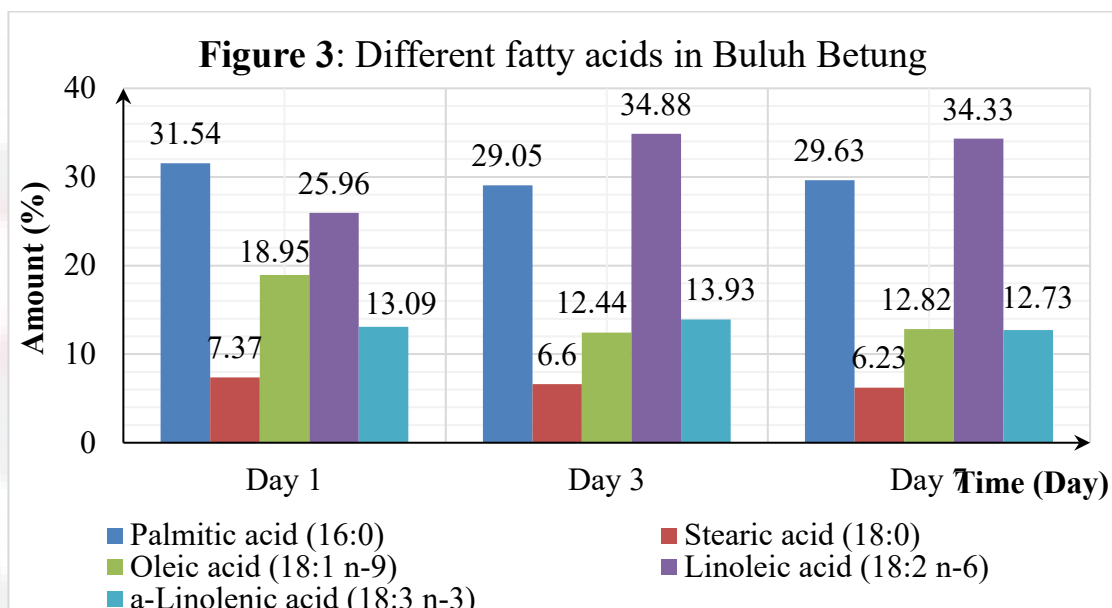 Figure 3: Different fatty acids in Buluh Betung
40
30
20
10
0
Amount (%)
31.54
7.37
18.95
25.96
13.09
29.05
6.6
12.44
34.88
13.93
29.63
6.23
12.82
34.33
12.73
Day 1
Day 3
Day 7
Time (Day)
Palmitic acid (16:0)
Stearic acid (18:0)
Oleic acid (18:1 n-9)
Linoleic acid (18:2 n-6)
a-Linolenic acid (18:3 n-3)